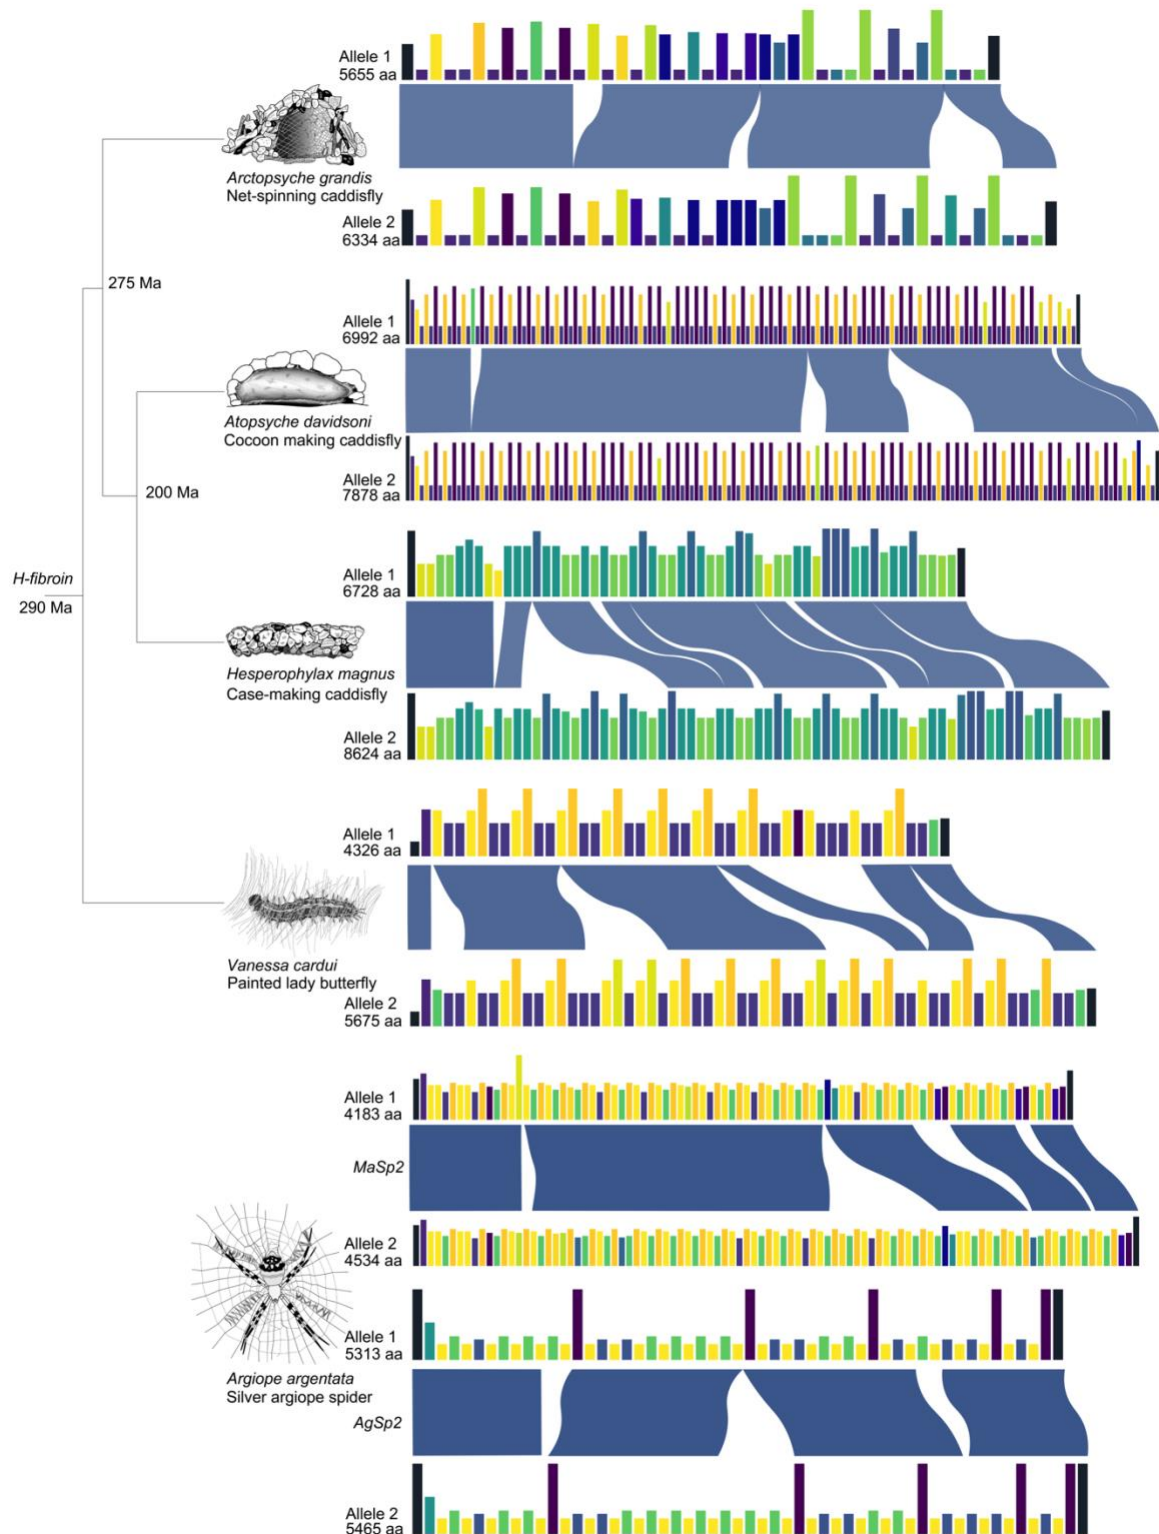 Allele 1
5655 aa
Arctopsyche grandis
Net-spinning caddisfly
Allele 2
6334 aa
275 Ma
Allele 1
6992 aa
Atopsyche davidsoni
Cocoon making caddisfly
Allele 2
7878 aa
200 Ma
H-fibroin
290 Ma
Allele 1
6728 aa
Hesperophylax magnus
Case-making caddisfly
Allele 2
8624 aa
Allele 1
4326 aa
Vanessa cardui
Painted lady butterfly
Allele 2
5675 aa
Allele 1
4183 aa
MaSp2
Allele 2
4534 aa
Allele 1
5313 aa
Argiope argentata
Silver argiope spider
AgSp2
Allele 2
5465 aa